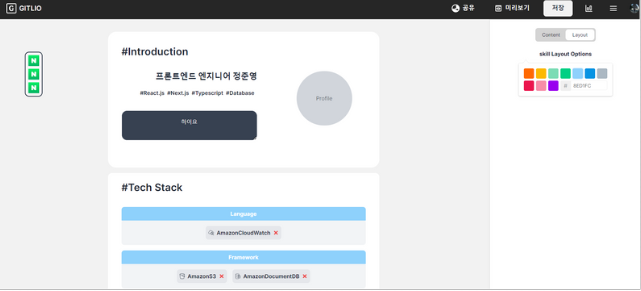 GITLIO
공유
미리보기
저장
Content
Layout
skill Layout Options
# 8ED1FC
N
N
N
#Introduction
프론트엔드 엔지니어 정준영
#React.js #Next.js #Typescript #Database
하이요
Profile
#Tech Stack
Language
AmazonCloudWatch ×
Framework
AmazonS3 × AmazonDocumentDB ×